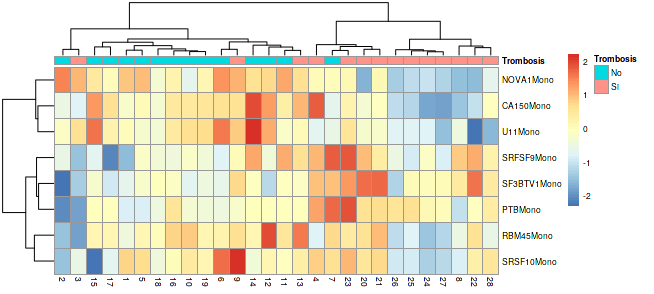 Trombosis
NOVA1Mono
CA150Mono
U11Mono
SRFSF9Mono
SF3BTV1Mono
PTBMono
RBM45Mono
SRSF10Mono
2 3 15 17 1 5 18 16 10 19 6 9 14 12 11 13 4 7 23 20 21 26 25 24 27 8 22 28
2
1
0
-1
-2
Trombosis
No
SI